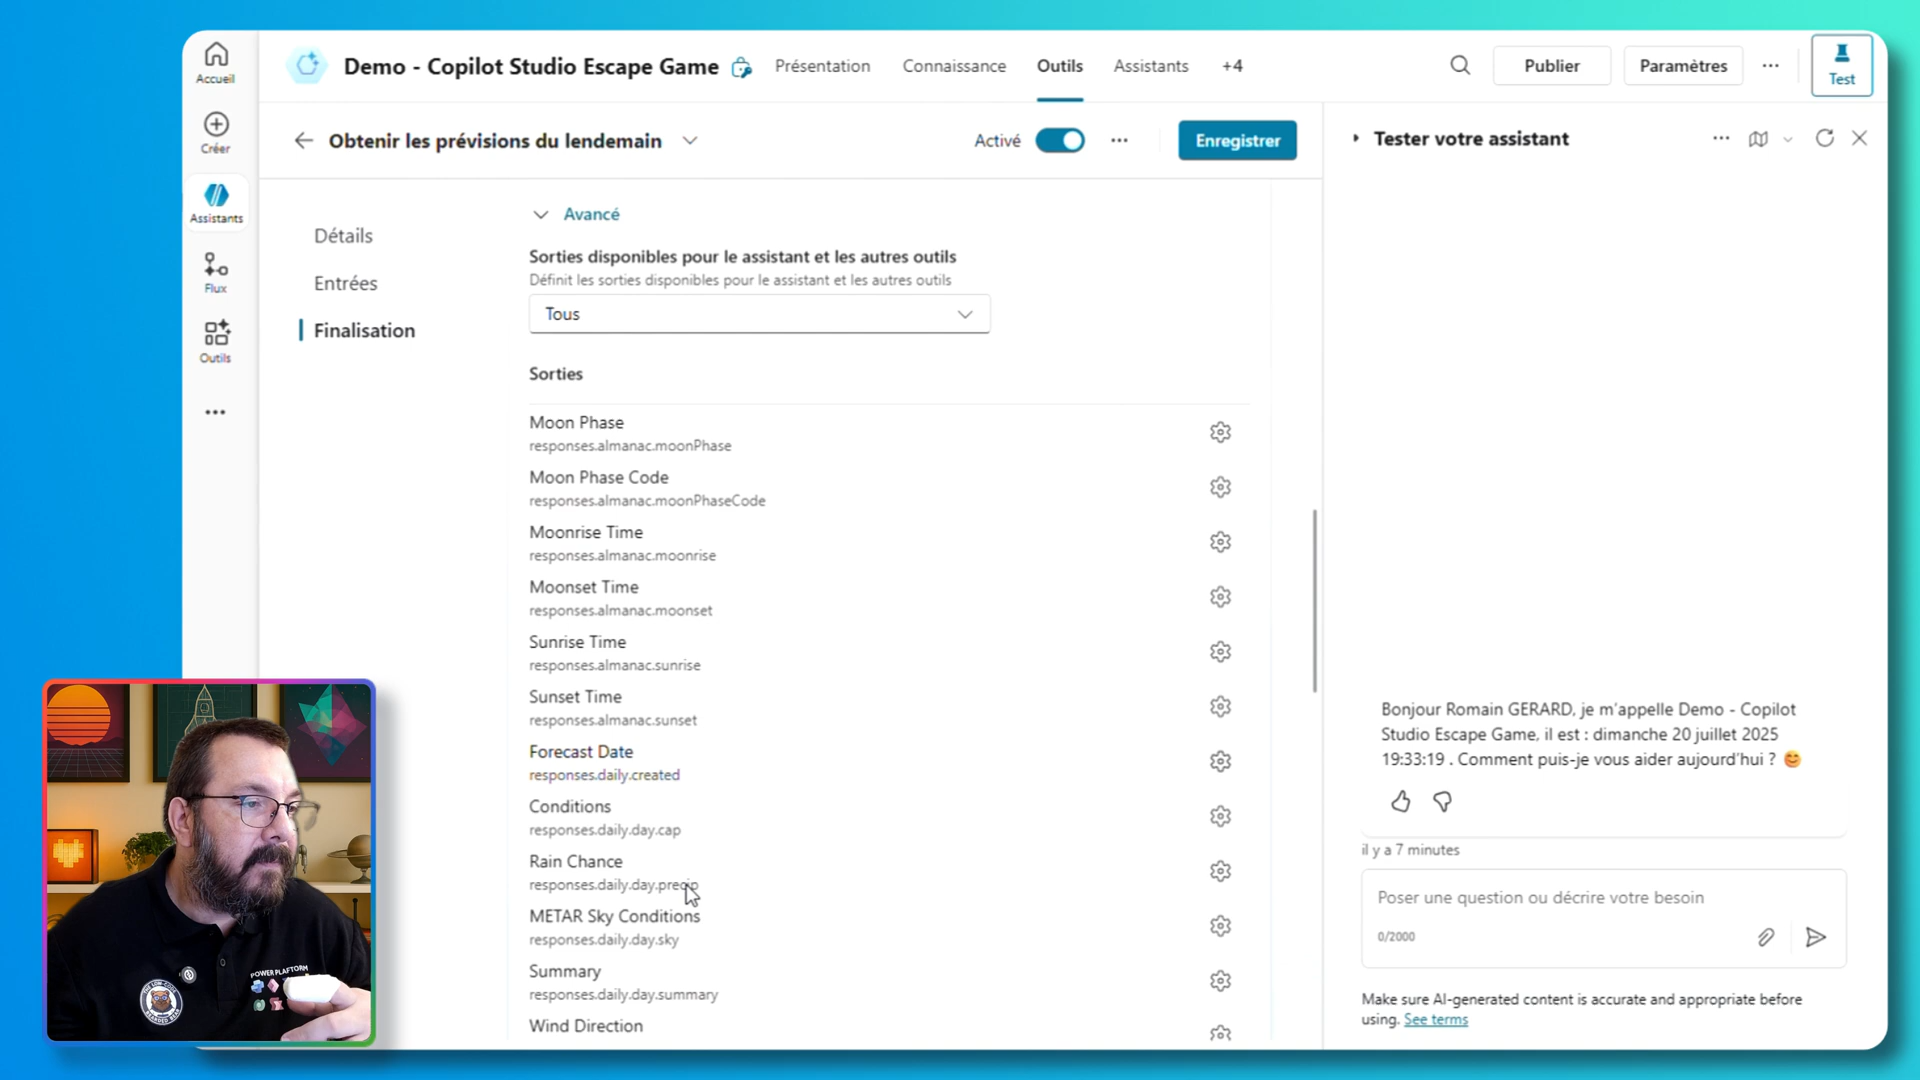 Accueil
Créer
Assistants
Flux
Outils
Demo - Copilot Studio Escape Game
Présentation
Connaissance
Outils
Assistants
+4
Publier
Paramètres
Test
Obtenir les prévisions du lendemain
Activé
Enregistrer
Détails
Entrées
Finalisation
Avancé
Sorties disponibles pour le assistant et les autres outils
Définit les sorties disponibles pour le assistant et les autres outils
Tous
Sorties
Moon Phase
responses.almanac.moonPhase
Moon Phase Code
responses.almanac.moonPhaseCode
Moonrise Time
responses.almanac.moonrise
Moonset Time
responses.almanac.moonset
Sunrise Time
responses.almanac.sunrise
Sunset Time
responses.almanac.sunset
Forecast Date
responses.daily.created
Conditions
responses.daily.day.cap
Rain Chance
responses.daily.day.precip
METAR Sky Conditions
responses.daily.day.sky
Summary
responses.daily.day.summary
Wind Direction
Tester votre assistant
Bonjour Romain GERARD, je m'appelle Demo - Copilot
Studio Escape Game, il est : dimanche 20 juillet 2025
19:33:19 . Comment puis-je vous aider aujourd'hui ? 😊
il y a 7 minutes
Poser une question ou décrire votre besoin
0/2000
Make sure AI-generated content is accurate and appropriate before
using. See terms
POWER PLATFORM